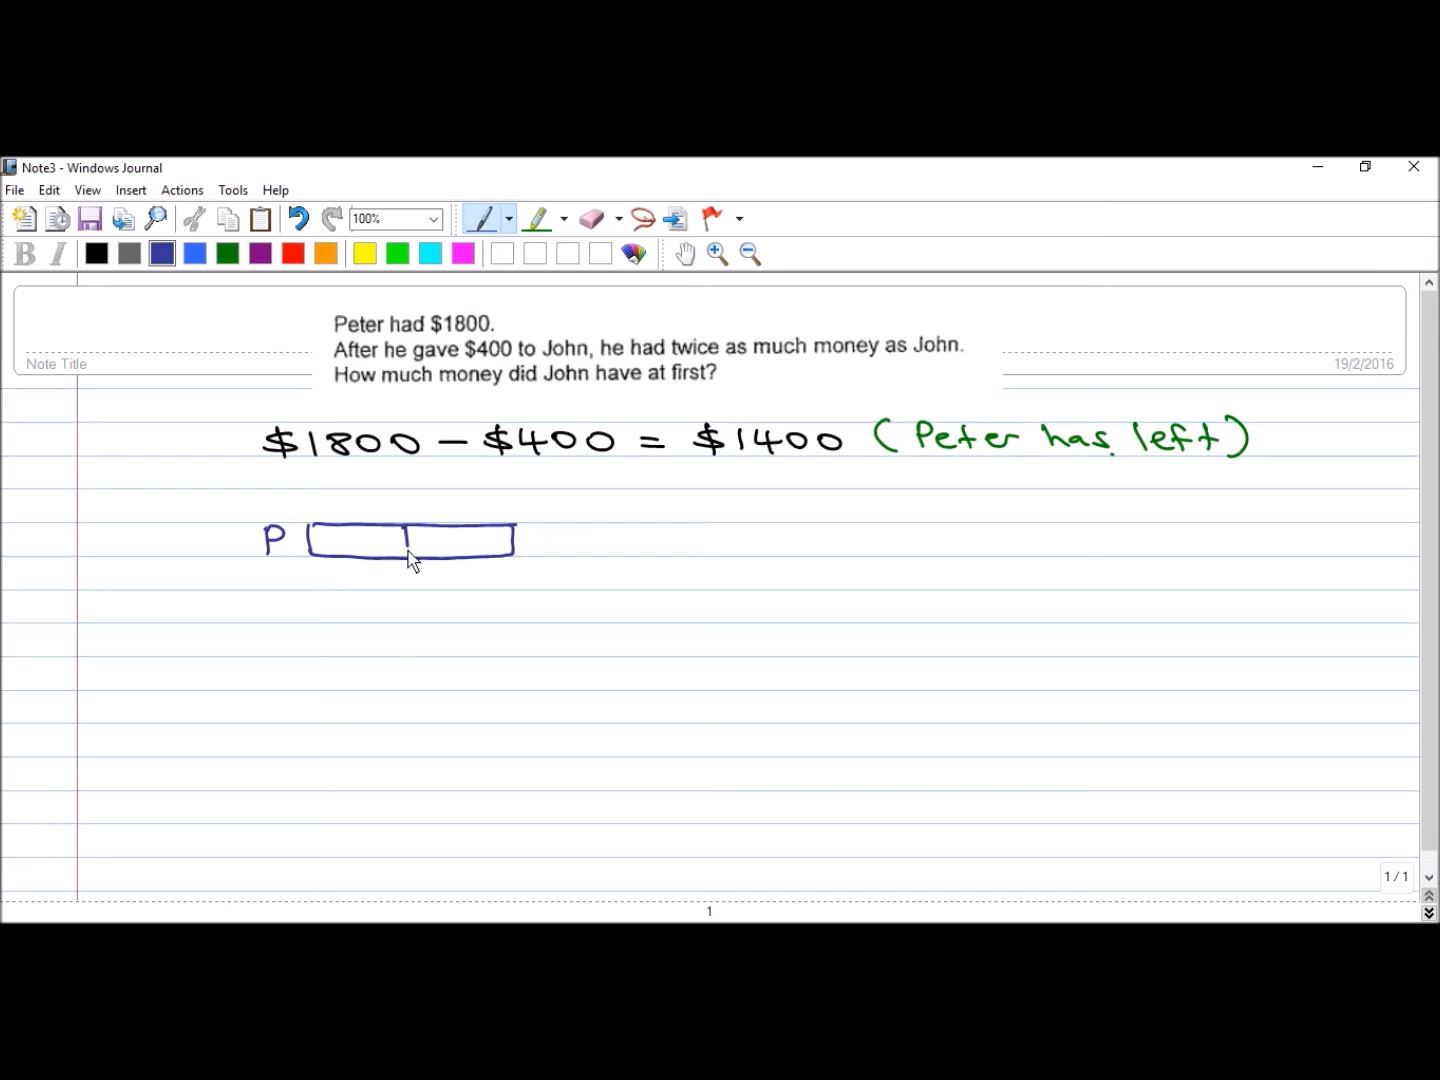 Note3 - Windows Journal
File Edit View Insert Actions Tools Help
100%
B I
Peter had $1800.
After he gave $400 to John, he had twice as much money as John.
Note Title 19/2/2016
How much money did John have at first?
$1800 - $400 = $1400 (Peter has left)
P
1 / 1
1